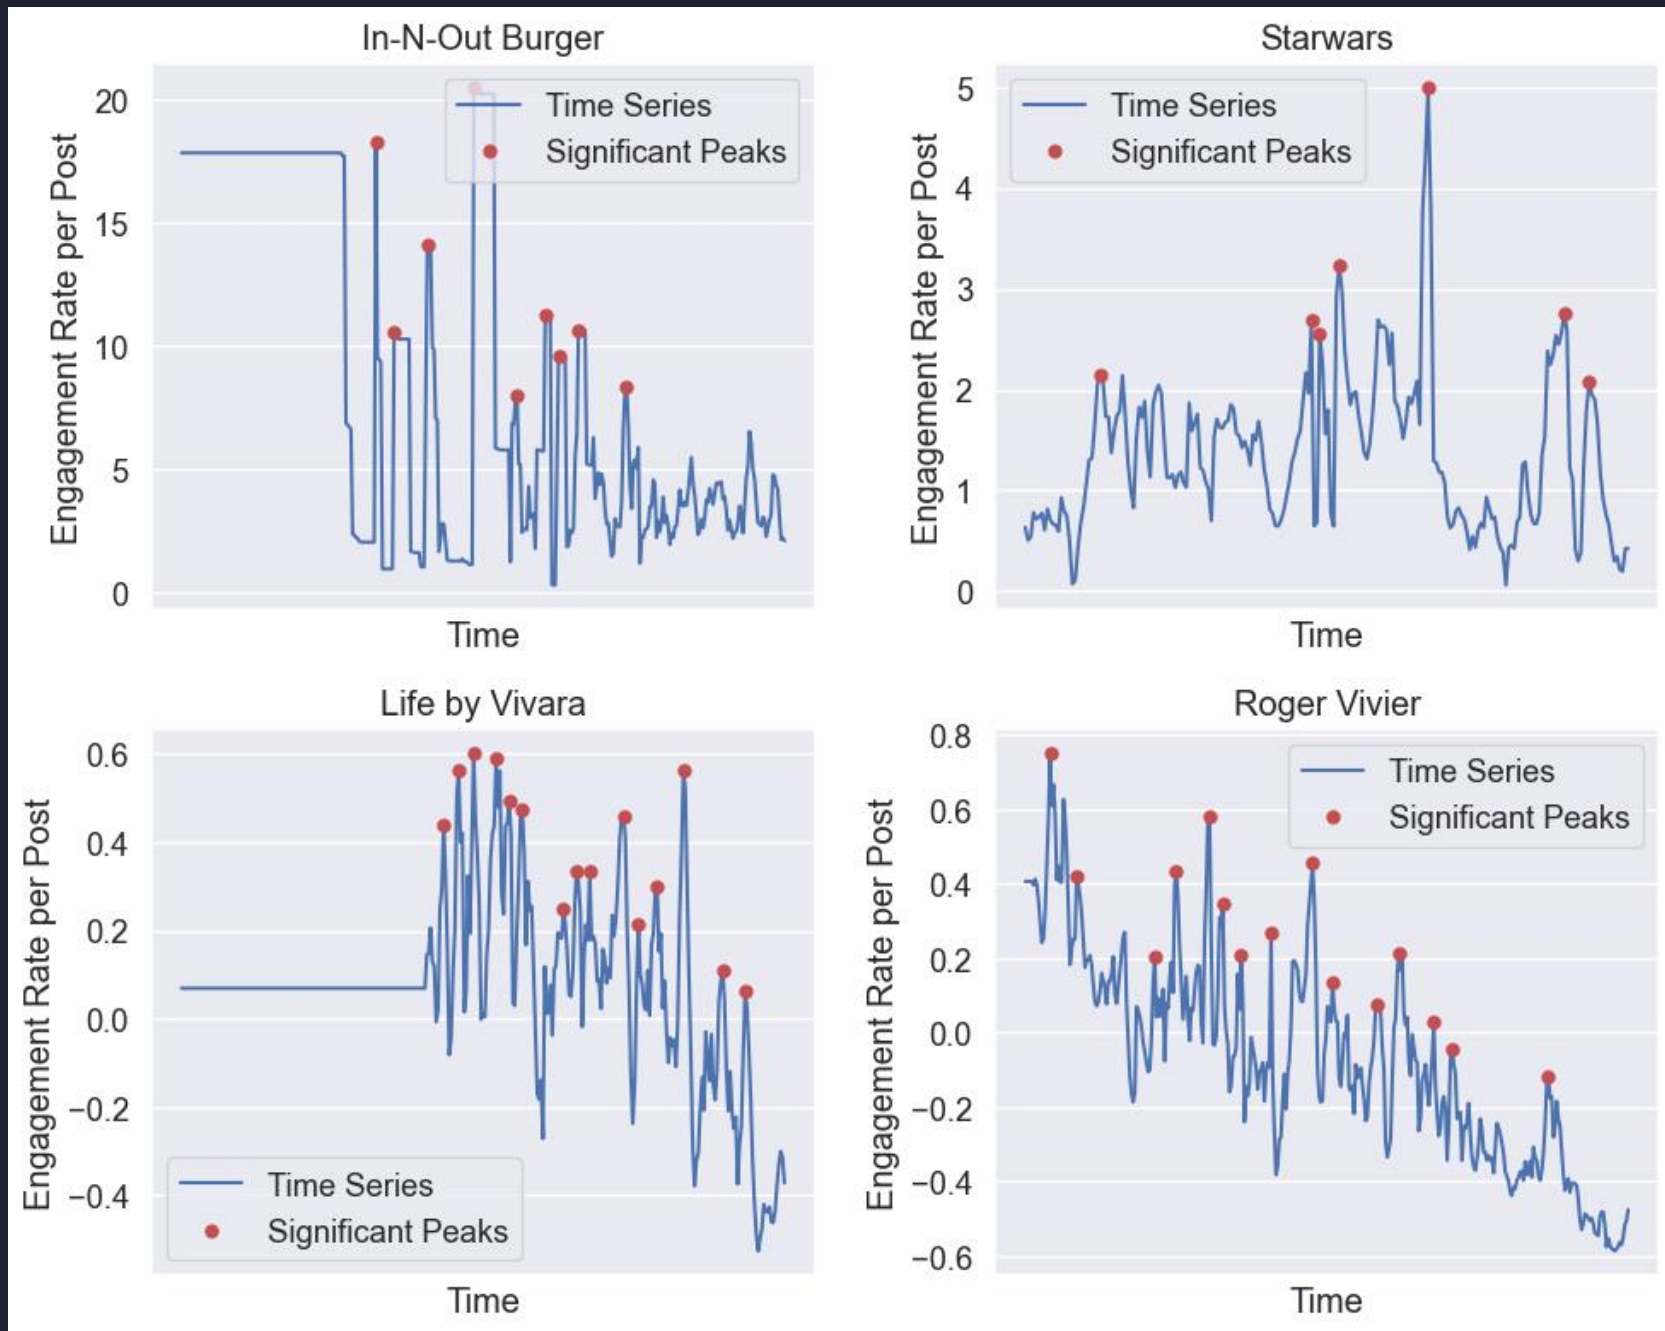 In-N-Out Burger
Engagement Rate per Post
20
15
10
5
0
Time Series
Significant Peaks
Time
Starwars
Engagement Rate per Post
5
4
3
2
1
0
Time Series
Significant Peaks
Time
Life by Vivara
Engagement Rate per Post
0.6
0.4
0.2
0.0
−0.2
−0.4
Time Series
Significant Peaks
Time
Roger Vivier
Engagement Rate per Post
0.8
0.6
0.4
0.2
0.0
−0.2
−0.4
−0.6
Time Series
Significant Peaks
Time